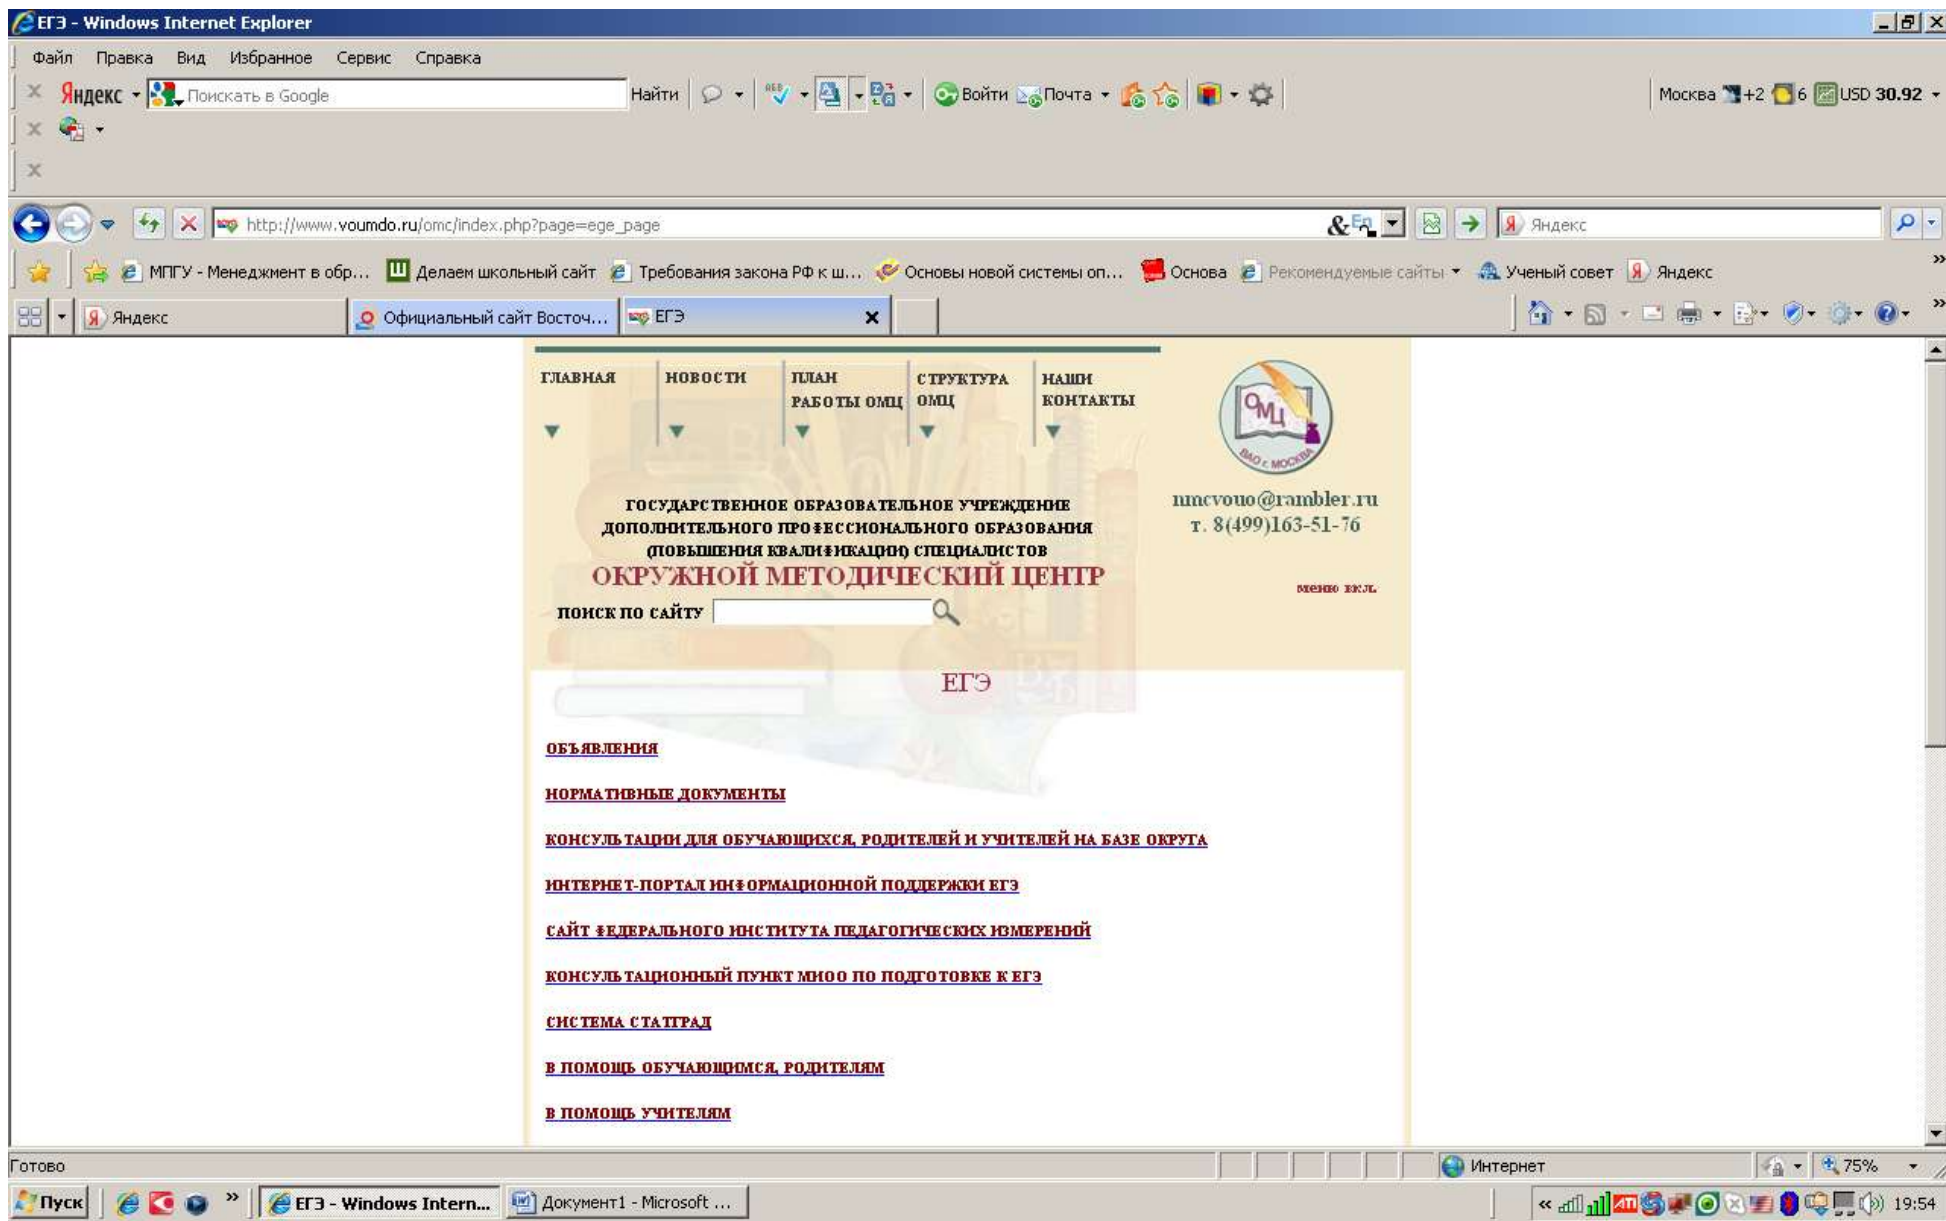 ЕГЭ - Windows Internet Explorer
Файл Правка Вид Избранное Сервис Справка
Яндекс Поискать в Google Найти Войти Почта Москва +2 6 USD 30.92
http://www.voumdo.ru/omc/index.php?page=ege_page Яндекс
МПГУ - Менеджмент в обр... Делаем школьный сайт Требования закона РФ к ш... Основы новой системы оп... Основа Рекомендуемые сайты Ученый совет Яндекс
Яндекс Официальный сайт Восточ... ЕГЭ
ГЛАВНАЯ НОВОСТИ ПЛАН РАБОТЫ ОМЦ СТРУКТУРА ОМЦ НАШИ КОНТАКТЫ
ОМЦ
ВАО г. МОСКВА
nmcvouo@rambler.ru
т. 8(499)163-51-76
меню вкл.
ГОСУДАРСТВЕННОЕ ОБРАЗОВАТЕЛЬНОЕ УЧРЕЖДЕНИЕ
ДОПОЛНИТЕЛЬНОГО ПРОФЕССИОНАЛЬНОГО ОБРАЗОВАНИЯ
(ПОВЫШЕНИЯ КВАЛИФИКАЦИИ) СПЕЦИАЛИСТОВ
ОКРУЖНОЙ МЕТОДИЧЕСКИЙ ЦЕНТР
ПОИСК ПО САЙТУ
ЕГЭ
ОБЪЯВЛЕНИЯ
НОРМАТИВНЫЕ ДОКУМЕНТЫ
КОНСУЛЬТАЦИИ ДЛЯ ОБУЧАЮЩИХСЯ, РОДИТЕЛЕЙ И УЧИТЕЛЕЙ НА БАЗЕ ОКРУГА
ИНТЕРНЕТ-ПОРТАЛ ИНФОРМАЦИОННОЙ ПОДДЕРЖКИ ЕГЭ
САЙТ ФЕДЕРАЛЬНОГО ИНСТИТУТА ПЕДАГОГИЧЕСКИХ ИЗМЕРЕНИЙ
КОНСУЛЬТАЦИОННЫЙ ПУНКТ МИОО ПО ПОДГОТОВКЕ К ЕГЭ
СИСТЕМА СТАТГРАД
В ПОМОЩЬ ОБУЧАЮЩИМСЯ, РОДИТЕЛЯМ
В ПОМОЩЬ УЧИТЕЛЯМ
Готово Интернет 75%
Пуск ЕГЭ - Windows Intern... Документ1 - Microsoft ... ATI 19:54